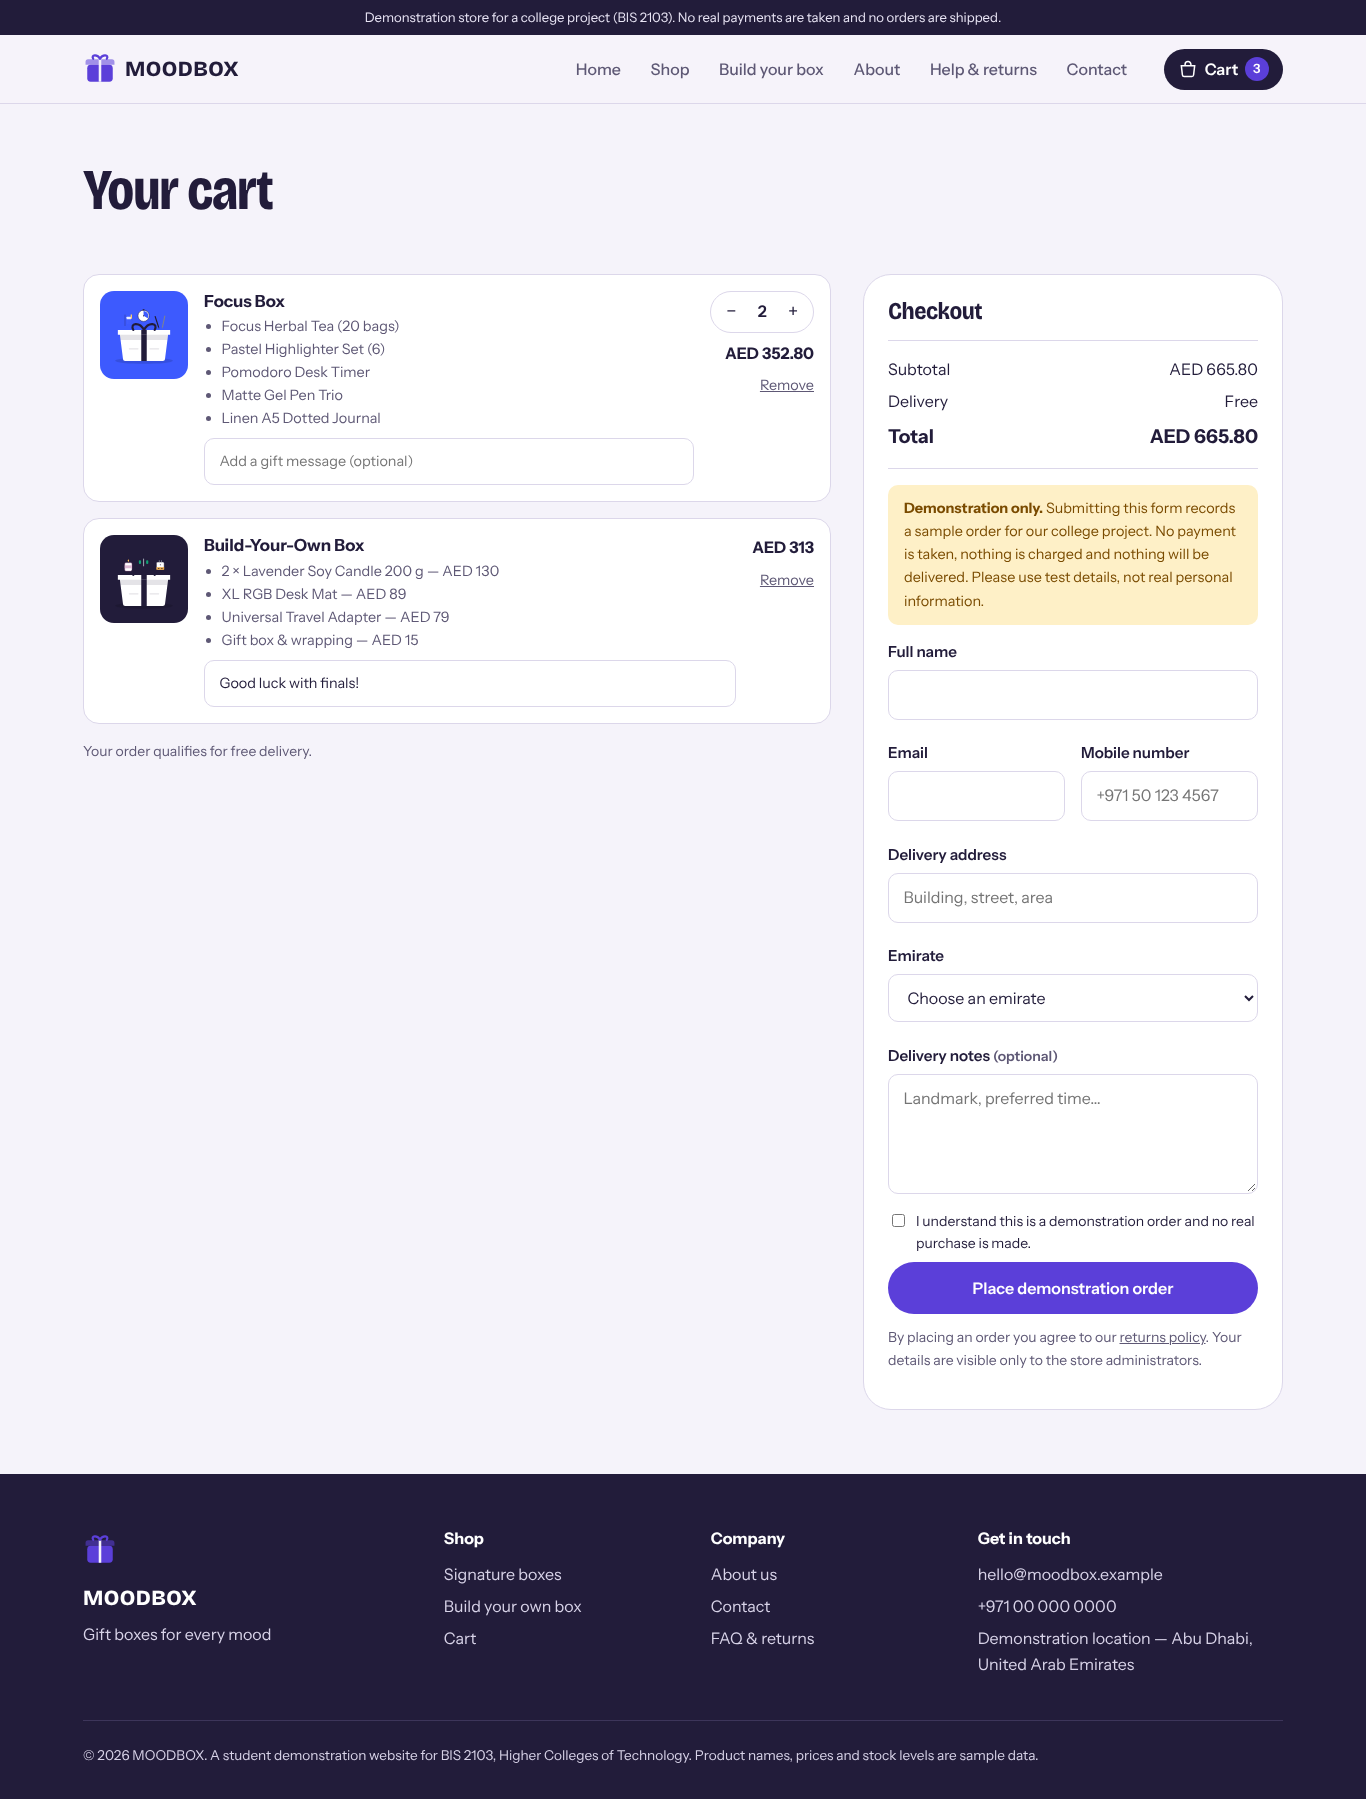 Demonstration store for a college project (BIS 2103). No real payments are taken and no orders are shipped.
MOODBOX
Home
Shop
Build your box
About
Help & returns
Contact
Cart
3
Your cart
Focus Box
• Focus Herbal Tea (20 bags)
• Pastel Highlighter Set (6)
• Pomodoro Desk Timer
• Matte Gel Pen Trio
• Linen A5 Dotted Journal
Add a gift message (optional)
− 2 +
AED 352.80
Remove
Build-Your-Own Box
• 2 × Lavender Soy Candle 200 g — AED 130
• XL RGB Desk Mat — AED 89
• Universal Travel Adapter — AED 79
• Gift box & wrapping — AED 15
Good luck with finals!
AED 313
Remove
Your order qualifies for free delivery.
Checkout
Subtotal AED 665.80
Delivery Free
Total AED 665.80
Demonstration only. Submitting this form records
a sample order for our college project. No payment
is taken, nothing is charged and nothing will be
delivered. Please use test details, not real personal
information.
Full name
Email
Mobile number
+971 50 123 4567
Delivery address
Building, street, area
Emirate
Choose an emirate
Delivery notes (optional)
Landmark, preferred time...
I understand this is a demonstration order and no real
purchase is made.
Place demonstration order
By placing an order you agree to our returns policy. Your
details are visible only to the store administrators.
MOODBOX
Gift boxes for every mood
Shop
Signature boxes
Build your own box
Cart
Company
About us
Contact
FAQ & returns
Get in touch
hello@moodbox.example
+971 00 000 0000
Demonstration location — Abu Dhabi,
United Arab Emirates
© 2026 MOODBOX. A student demonstration website for BIS 2103, Higher Colleges of Technology. Product names, prices and stock levels are sample data.